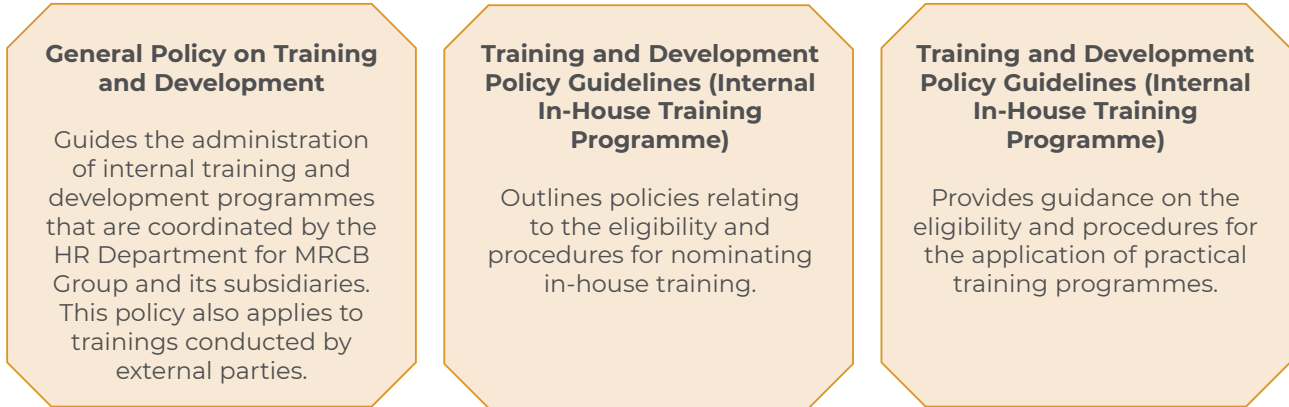 General Policy on Training
and Development
Guides the administration
of internal training and
development programmes
that are coordinated by the
HR Department for MRCB
Group and its subsidiaries.
This policy also applies to
trainings conducted by
external parties.
Training and Development
Policy Guidelines (Internal
In-House Training
Programme)
Outlines policies relating
to the eligibility and
procedures for nominating
in-house training.
Training and Development
Policy Guidelines (Internal
In-House Training
Programme)
Provides guidance on the
eligibility and procedures for
the application of practical
training programmes.